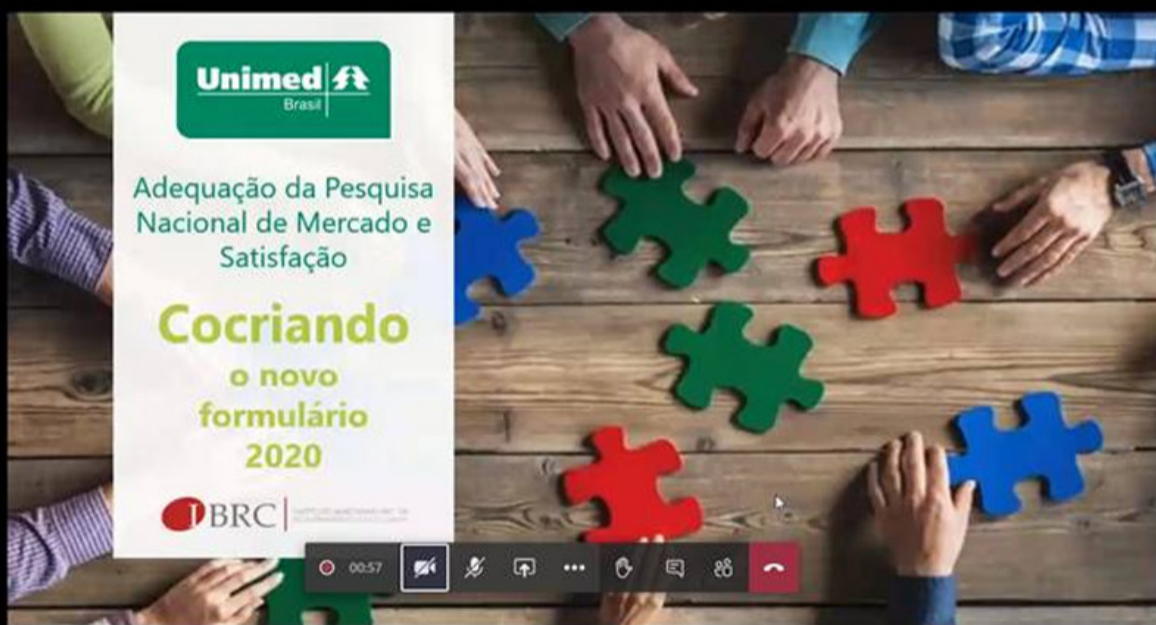 Unimed
Brasil
Adequação da Pesquisa
Nacional de Mercado e
Satisfação
Cocriando
o novo
formulário
2020
IBRC
00:57